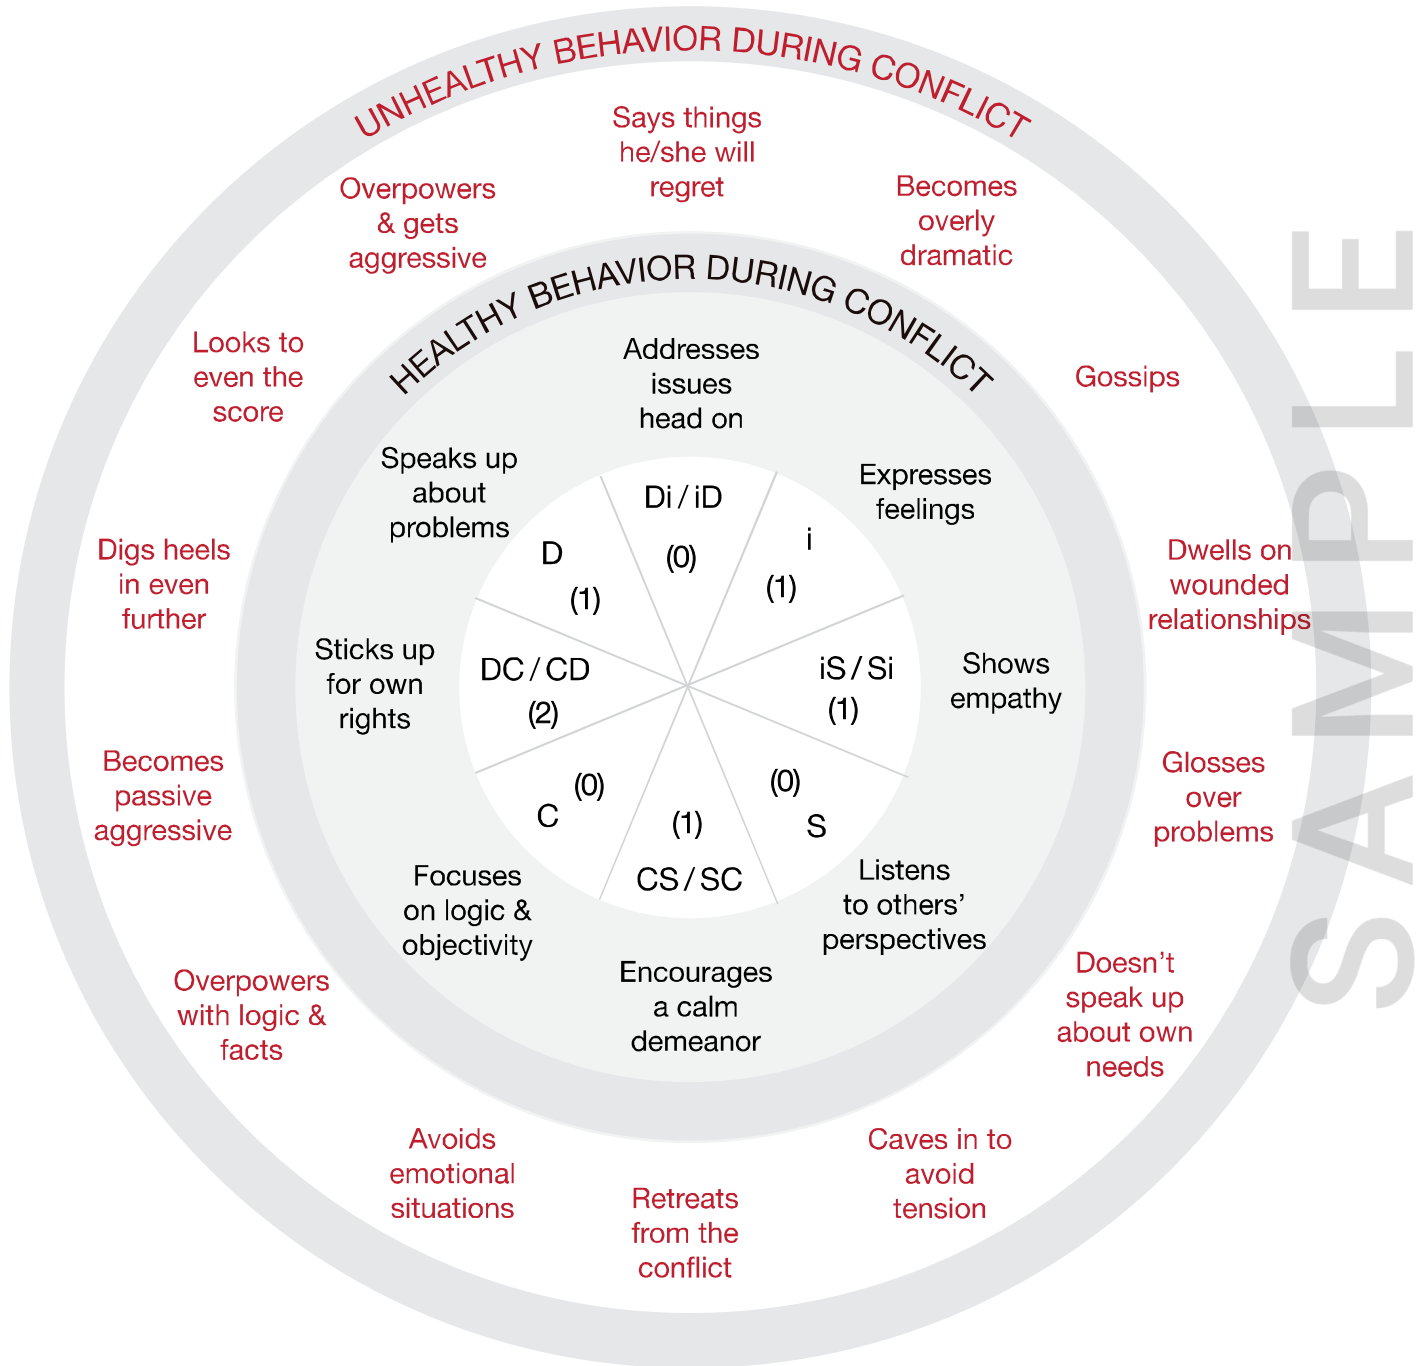 UNHEALTHY BEHAVIOR DURING CONFLICT
Says things
he/she will
regret
Overpowers
& gets
aggressive
Becomes
overly
dramatic
Looks to
even the
score
Gossips
Digs heels
in even
further
Dwells on
wounded
relationships
Becomes
passive
aggressive
Glosses
over
problems
Overpowers
with logic &
facts
Doesn't
speak up
about own
needs
Avoids
emotional
situations
Retreats
from the
conflict
Caves in to
avoid
tension
HEALTHY BEHAVIOR DURING CONFLICT
Addresses
issues
head on
Speaks up
about
problems
Expresses
feelings
Sticks up
for own
rights
Shows
empathy
Focuses
on logic &
objectivity
Listens
to others’
perspectives
Encourages
a calm
demeanor
Di / iD
(0)
D
(1)
i
(1)
DC / CD
(2)
iS / Si
(1)
(0)
C
(0)
S
(1)
CS / SC
SAMPLE